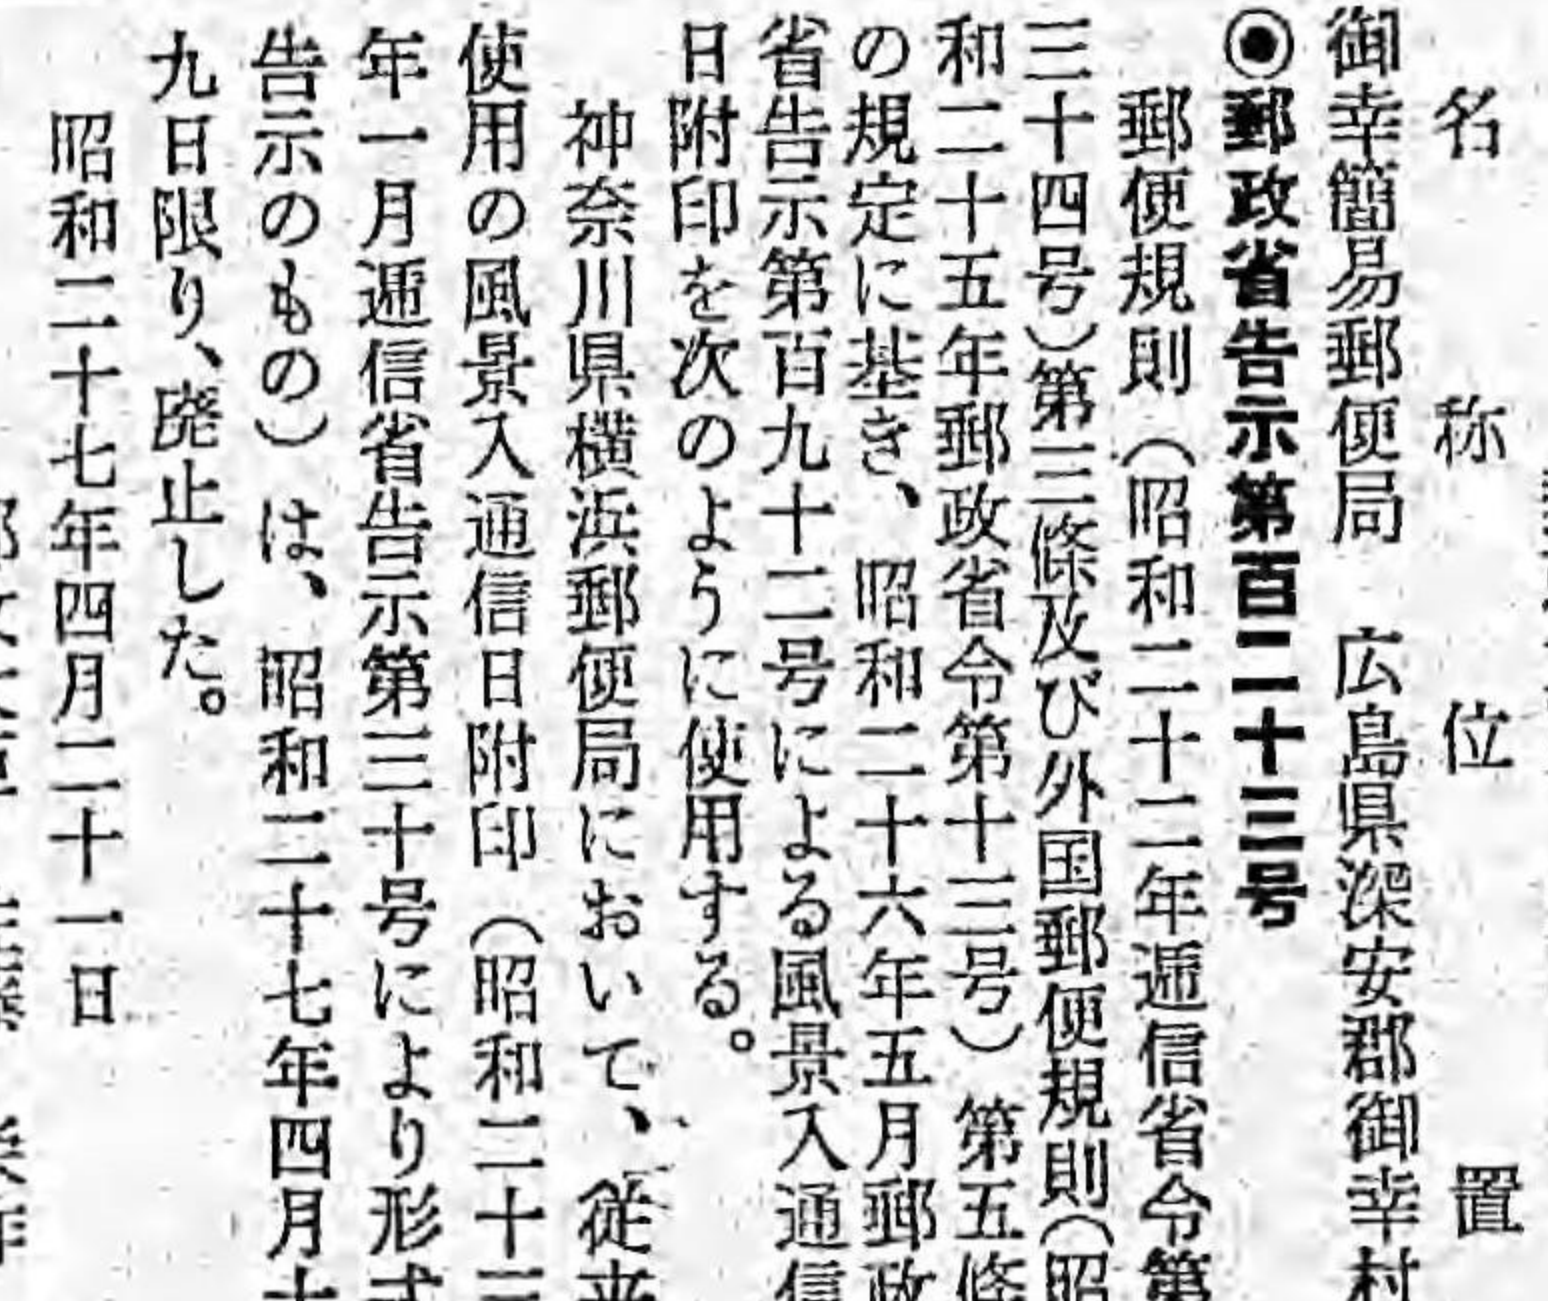 名称位置
御幸簡易郵便局　広島県深安郡御幸村
◉郵政省告示第百二十三号
郵便規則（昭和二十二年逓信省令第
三十四号）第三條及び外国郵便規則（昭
和二十五年郵政省令第十三号）第五條
の規定に基き、昭和二十六年五月郵政
省告示第百九十二号による風景入通信
日附印を次のように使用する。
神奈川県横浜郵便局において、従来
使用の風景入通信日附印（昭和二十二
年一月逓信省告示第三十号により形式
告示のもの）は、昭和二十七年四月十
九日限り、廃止した。
昭和二十七年四月二十一日